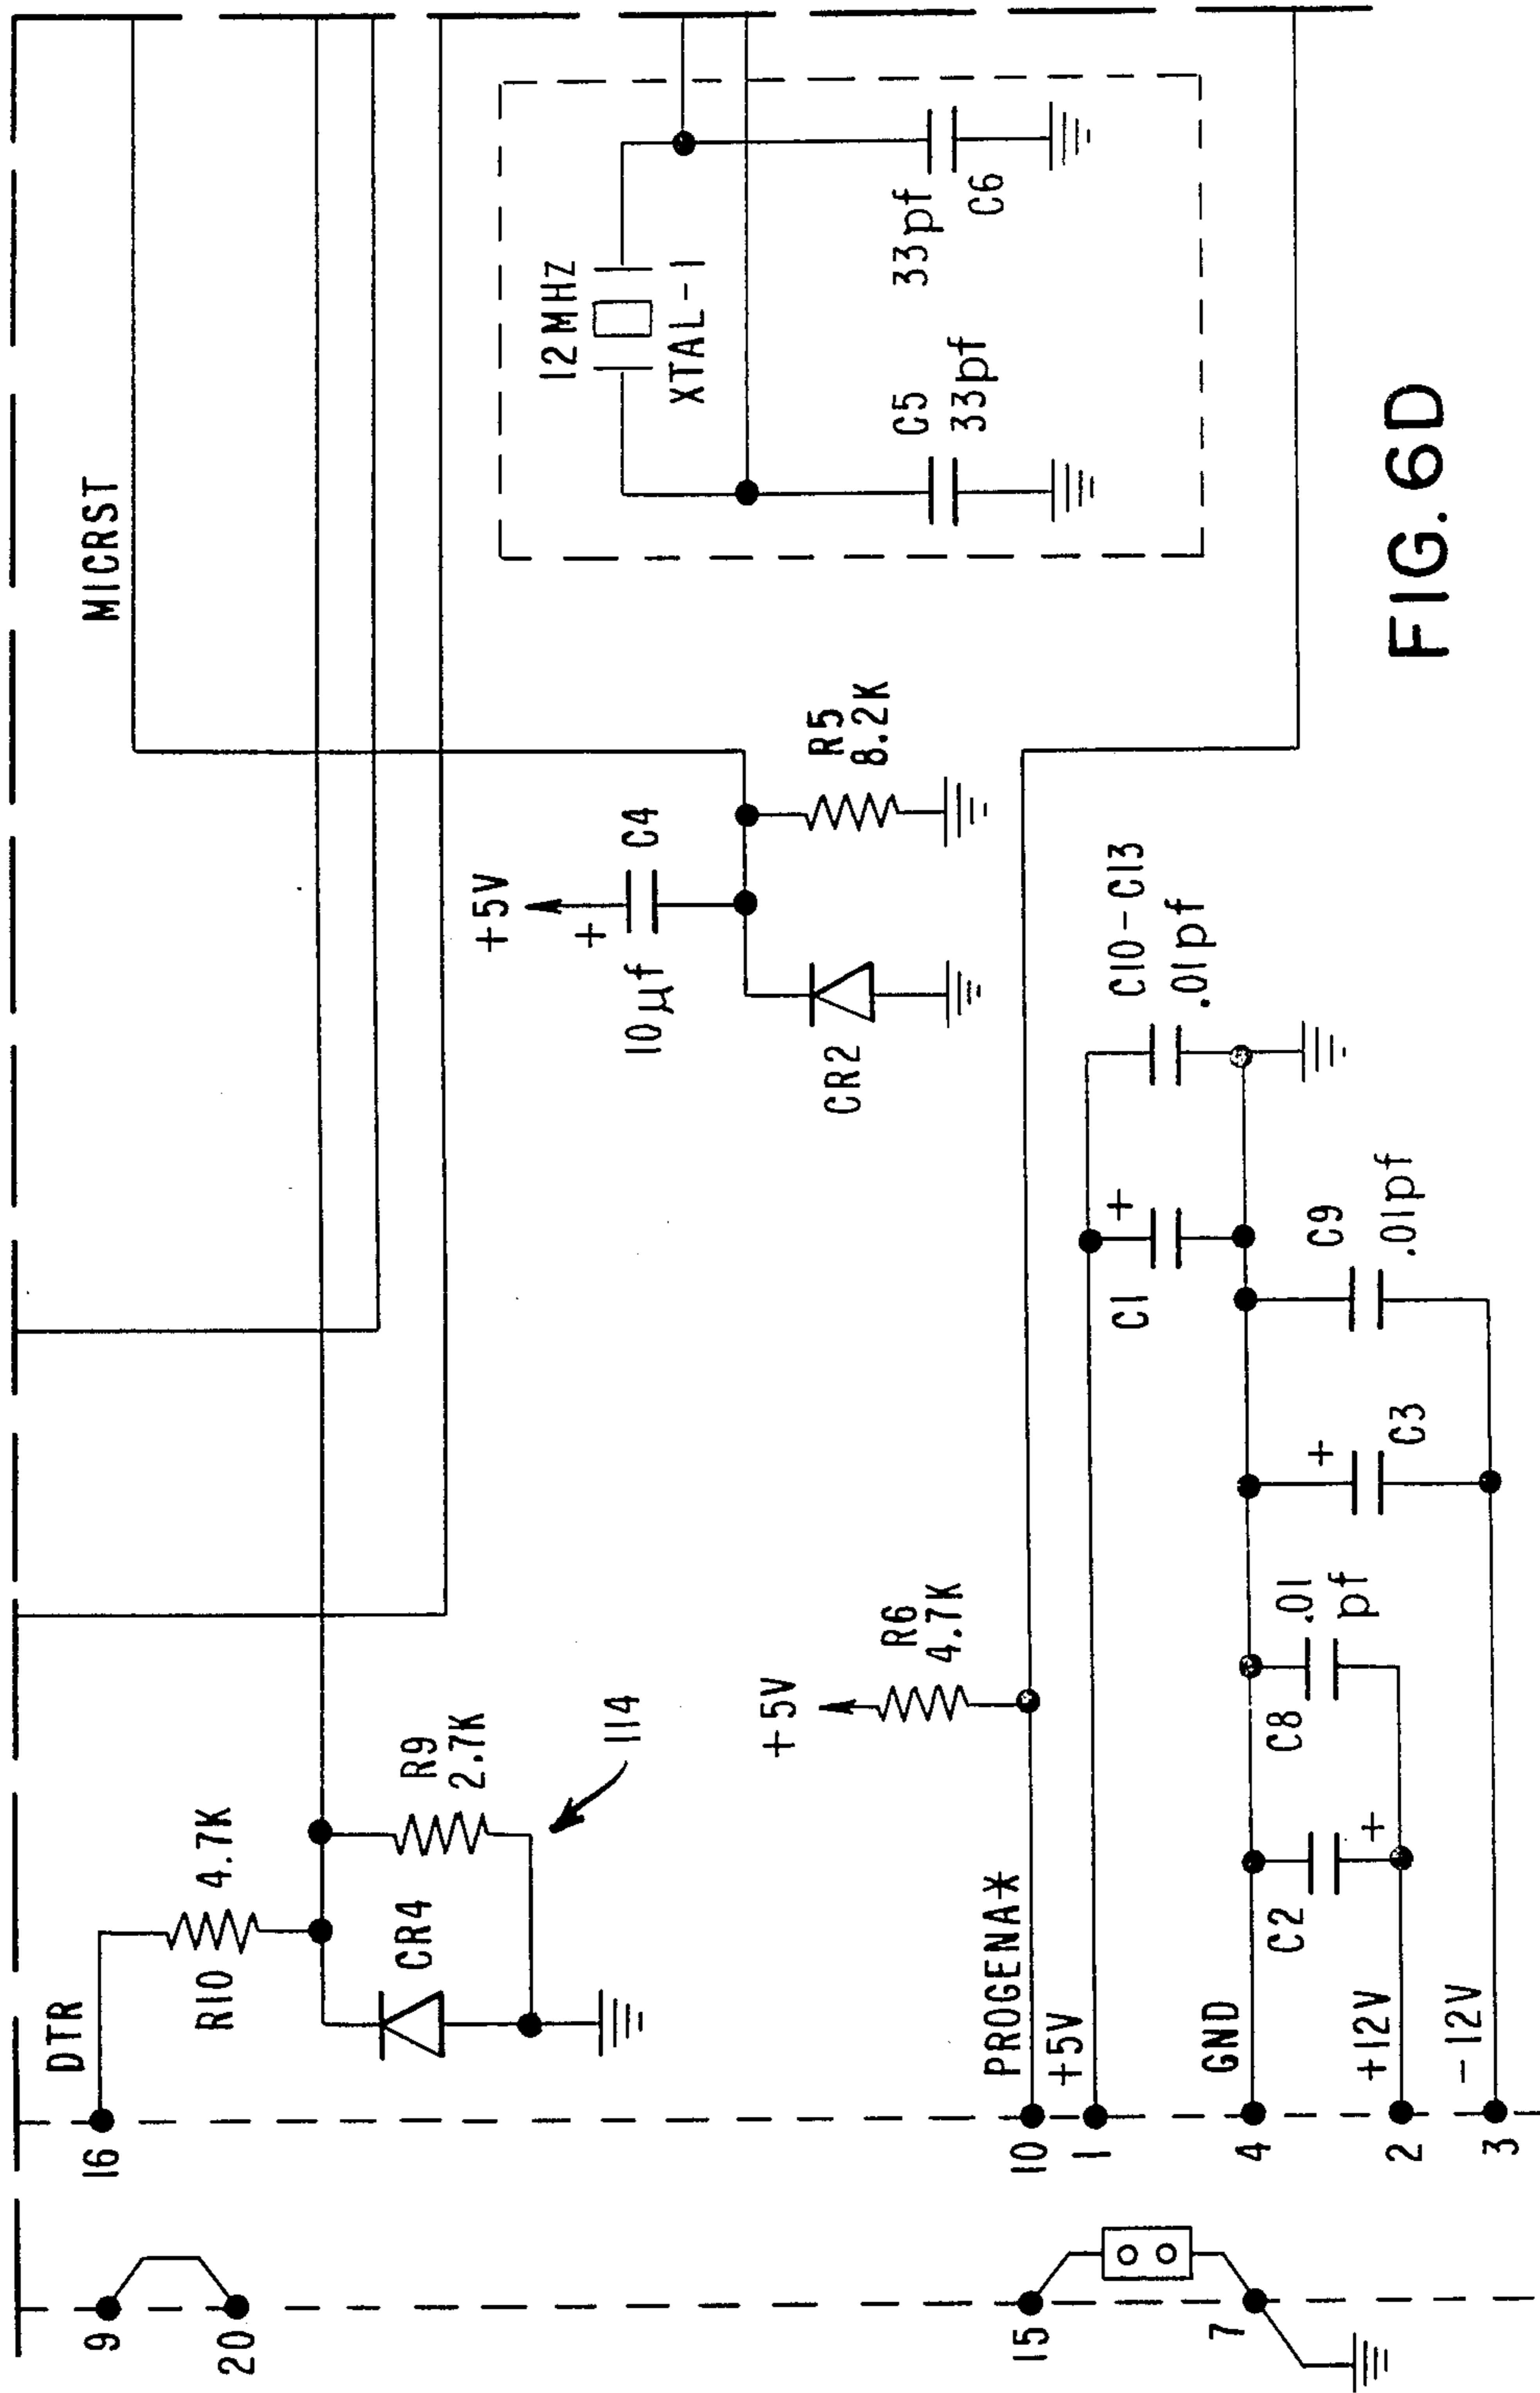 MICRST
12MHZ
XTAL-1
33pf
C6
C5
33pf
+5V
+
C4
10µf
R5
8.2K
CR2
C10-C13
.01pf
+
C1
C9
.01pf
+
C3
+5V
R6
4.7K
C8
.01
pf
C2
+
DTR
R10
4.7K
R9
2.7K
CR4
114
PROGENA*
+5V
GND
+12V
-12V
16
10
1
4
2
3
9
20
15
7
FIG. 6D